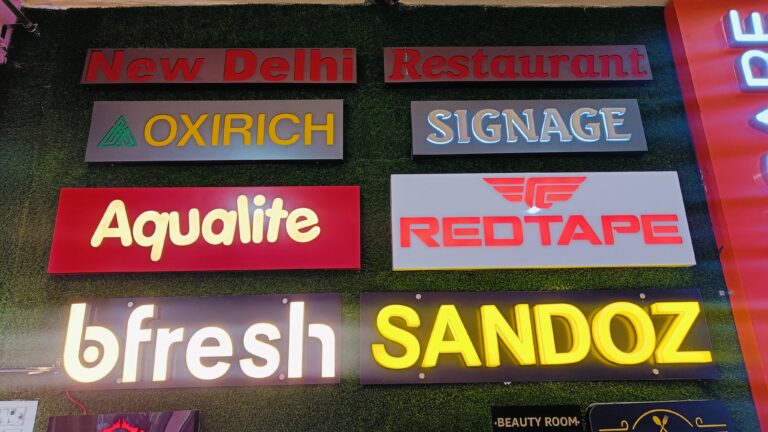 New Delhi
Restaurant
OXIRICH
SIGNAGE
Aqualite
REDTAPE
bfresh
SANDOZ
·BEAUTY ROOM·